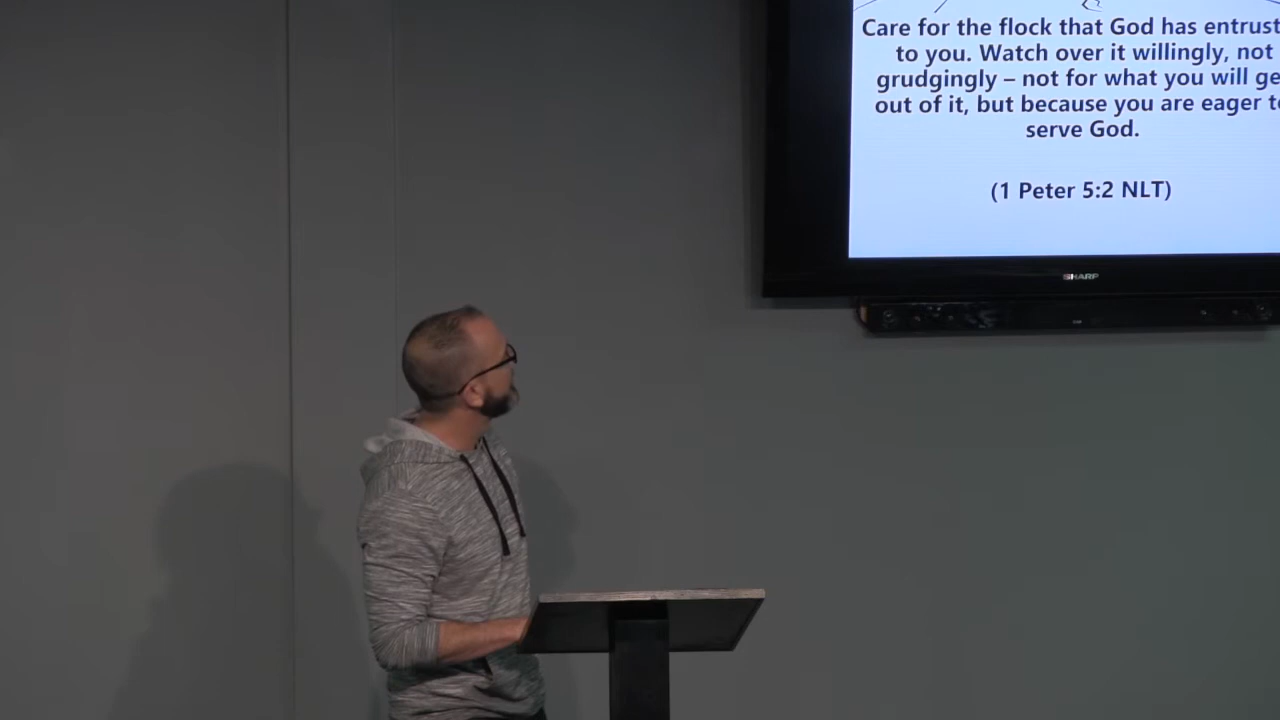 Care for the flock that God has entrust
to you. Watch over it willingly, not
grudgingly – not for what you will ge
out of it, but because you are eager t
serve God.
(1 Peter 5:2 NLT)
SHARP